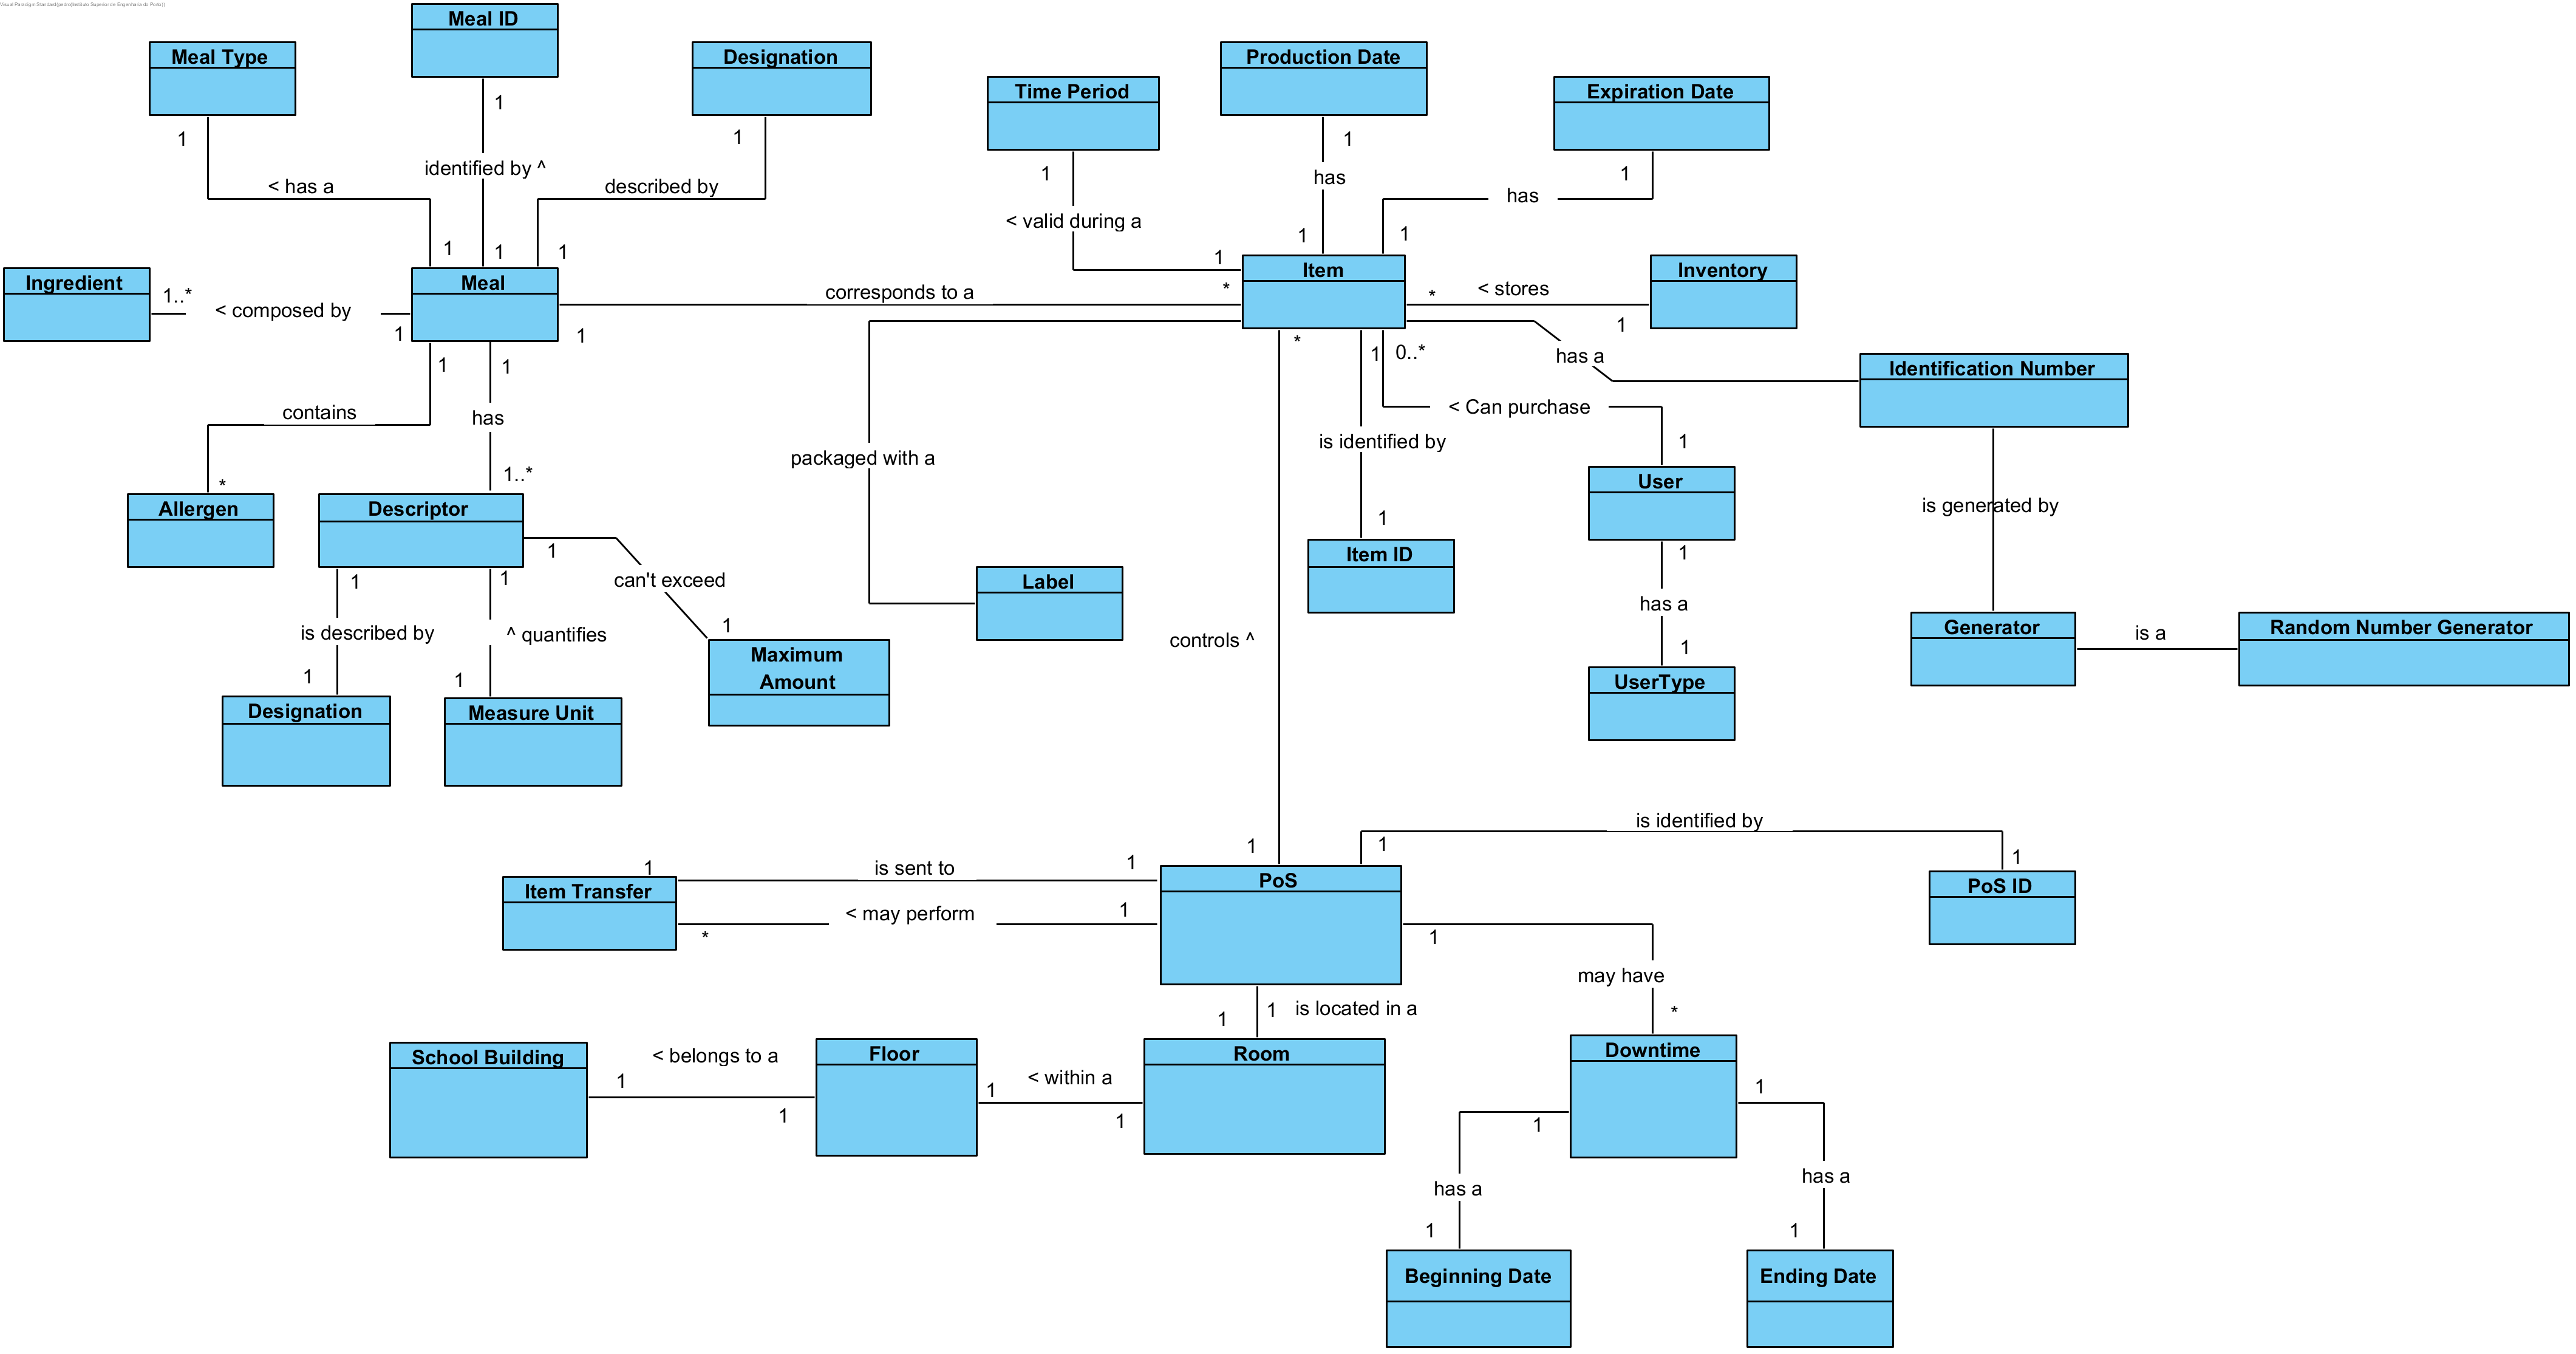 Visual Paradigm Standard(pedro(Instituto Superior de Engenharia do Porto))
Meal ID
Meal Type
Designation
Production Date
Time Period
Expiration Date
1
1
1
1
1
1
identified by ^
< has a
described by
has
has
< valid during a
1
1
1
1
1
1
Ingredient
Meal
Item
Inventory
1..*
< composed by
1
1
corresponds to a
*
*
< stores
1
1
1
contains
has
*
1..*
*
1
0..*
has a
Identification Number
< Can purchase
packaged with a
is identified by
1
1
User
is generated by
Allergen
Descriptor
1
can't exceed
1
1
1
Item ID
Label
1
has a
1
is described by
^ quantifies
1
1
controls ^
Generator
is a
Random Number Generator
Maximum
Amount
UserType
Designation
Measure Unit
is identified by
1
1
1
1
is sent to
1
Item Transfer
PoS
PoS ID
< may perform
1
*
1
may have
*
1
is located in a
1
School Building
< belongs to a
1
1
Floor
1
< within a
1
Room
Downtime
1
1
has a
has a
1
1
Beginning Date
Ending Date